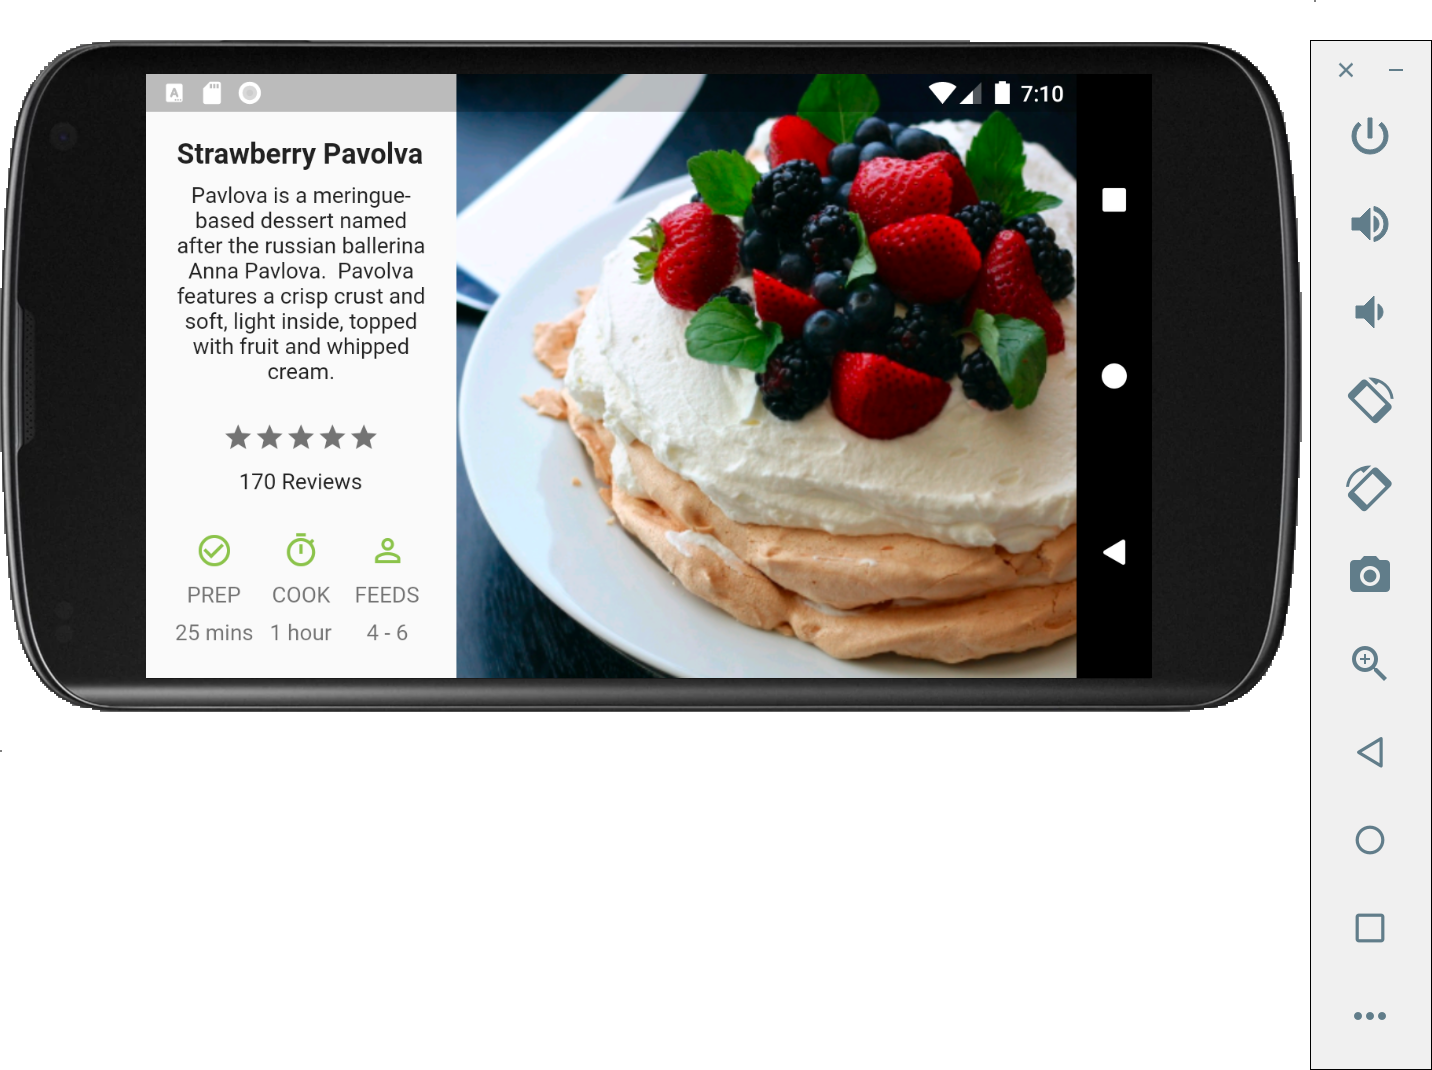 A
7:10
Strawberry Pavolva
Pavlova is a meringue-
based dessert named
after the russian ballerina
Anna Pavlova.  Pavolva
features a crisp crust and
soft, light inside, topped
with fruit and whipped
cream.
170 Reviews
PREP COOK FEEDS
25 mins 1 hour 4 - 6